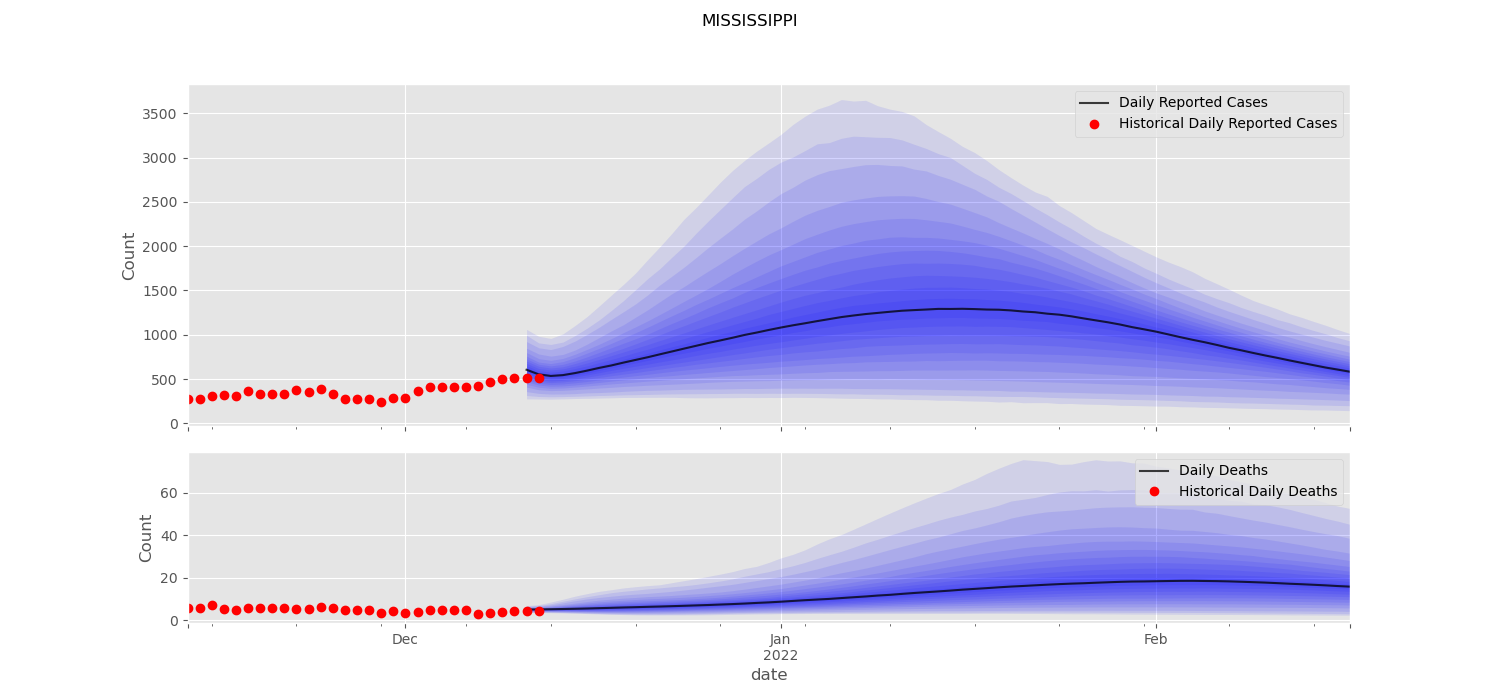 MISSISSIPPI
3500
3000
2500
2000
1500
1000
500
0
Count
Daily Reported Cases
Historical Daily Reported Cases
60
40
20
0
Count
Daily Deaths
Historical Daily Deaths
Dec
Jan
2022
Feb
date